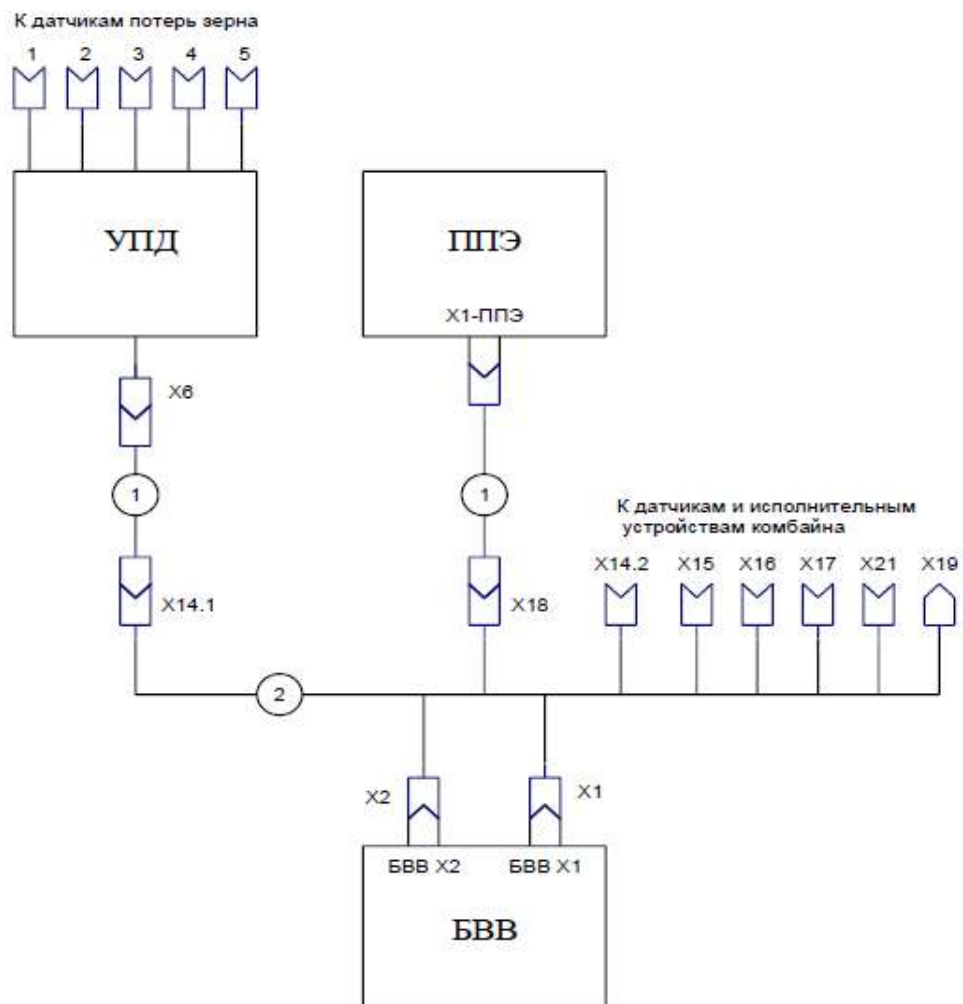 К датчикам потерь зерна
1 2 3 4 5
УПД
ППЭ
Х1-ППЭ
Х6
1
1
К датчикам и исполнительным
устройствам комбайна
Х14.2 Х15 Х16 Х17 Х21 Х19
Х14.1
Х18
2
Х2
Х1
БВВ Х2
БВВ Х1
БВВ